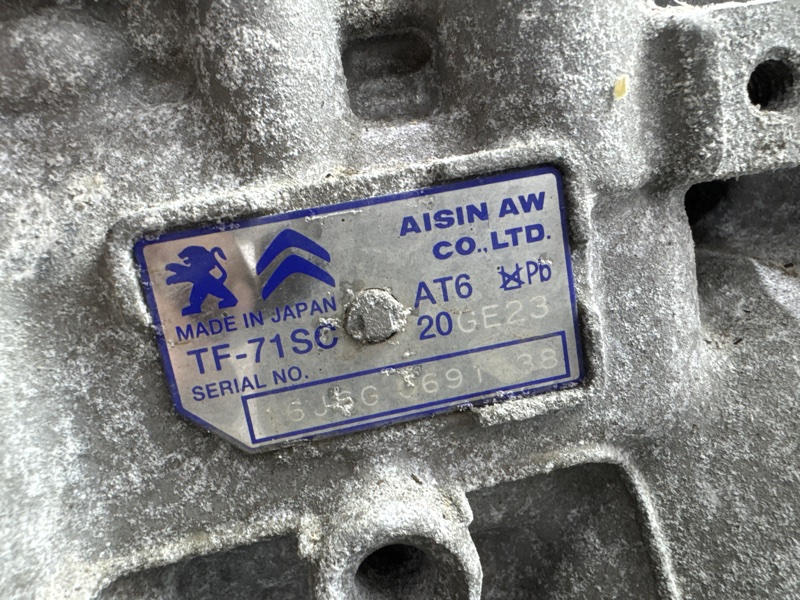 AISIN AW
CO.,LTD.
MADE IN JAPAN
AT6 Pb
TF-71SC
20GE23
SERIAL NO.